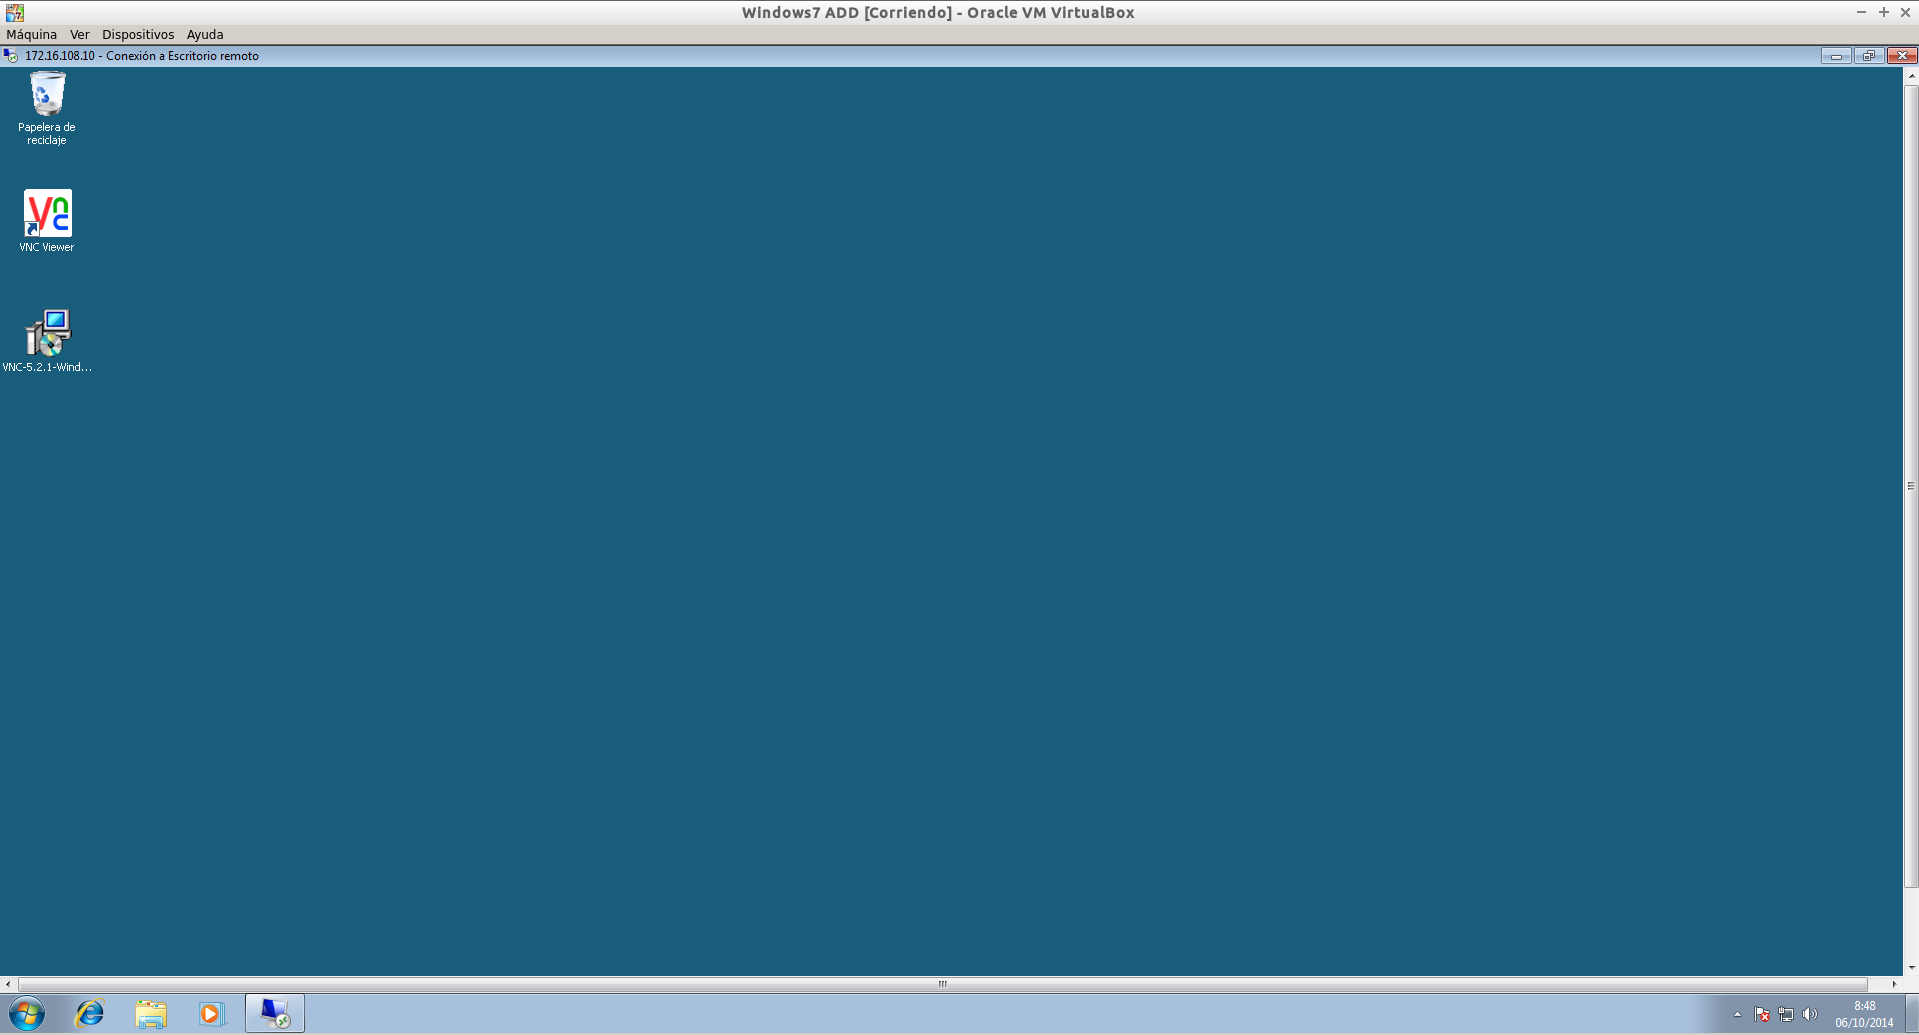 Windows7 ADD [Corriendo] - Oracle VM VirtualBox
Máquina Ver Dispositivos Ayuda
172.16.108.10 - Conexión a Escritorio remoto
Papelera de
reciclaje
VNC Viewer
VNC-5.2.1-Wind...
8:48
06/10/2014